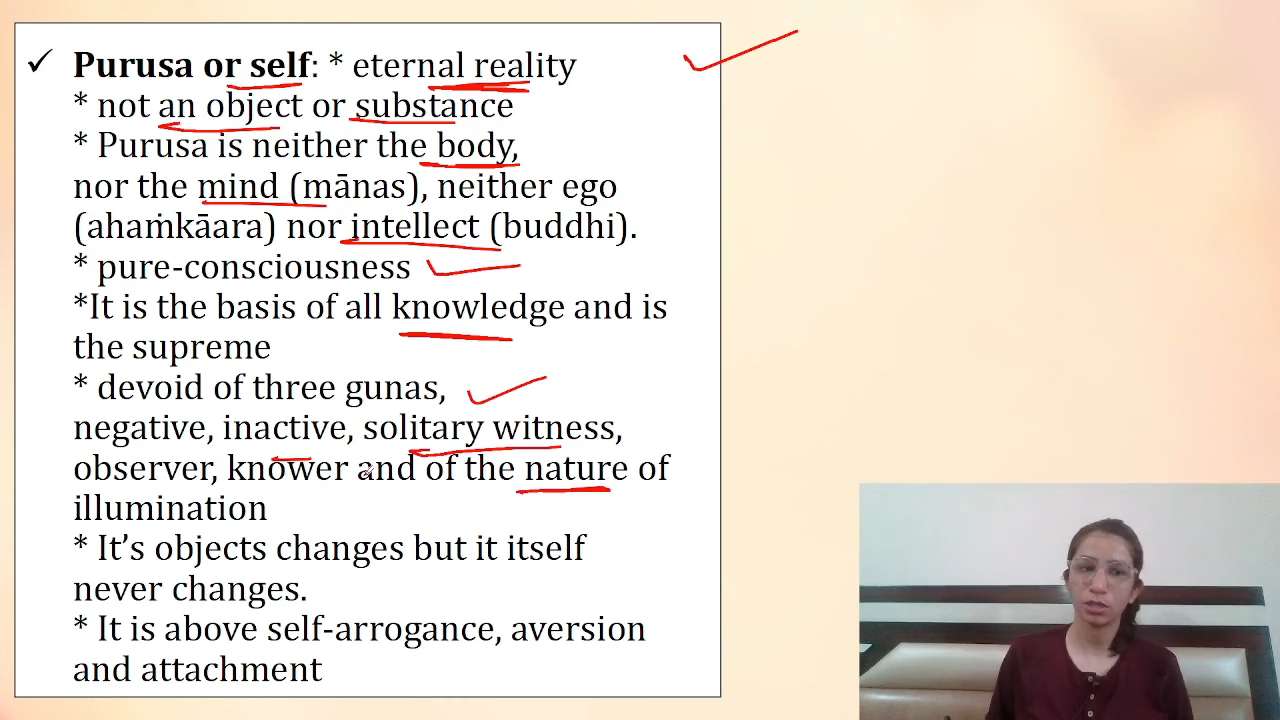 ✓ Purusa or self: * eternal reality
* not an object or substance
* Purusa is neither the body,
nor the mind (mānas), neither ego
(ahaṁkāara) nor intellect (buddhi).
* pure-consciousness
*It is the basis of all knowledge and is
the supreme
* devoid of three gunas,
negative, inactive, solitary witness,
observer, knower and of the nature of
illumination
* It’s objects changes but it itself
never changes.
* It is above self-arrogance, aversion
and attachment